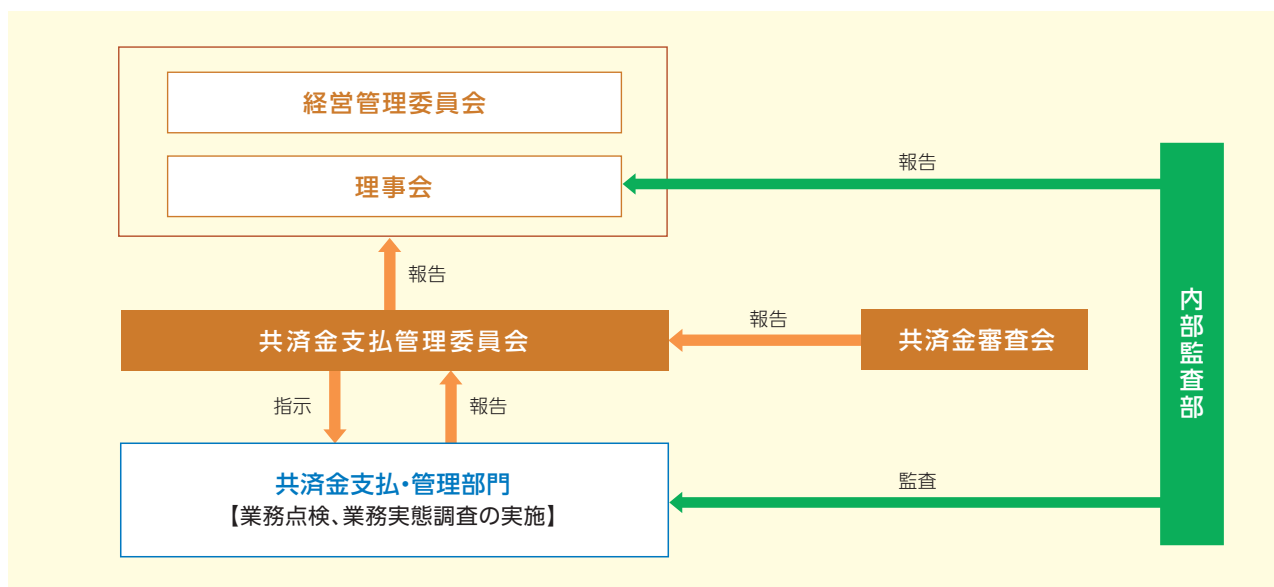 経営管理委員会
理事会
報告
報告
共済金支払管理委員会
報告
共済金審査会
内部監査部
指示
報告
共済金支払・管理部門
【業務点検、業務実態調査の実施】
監査